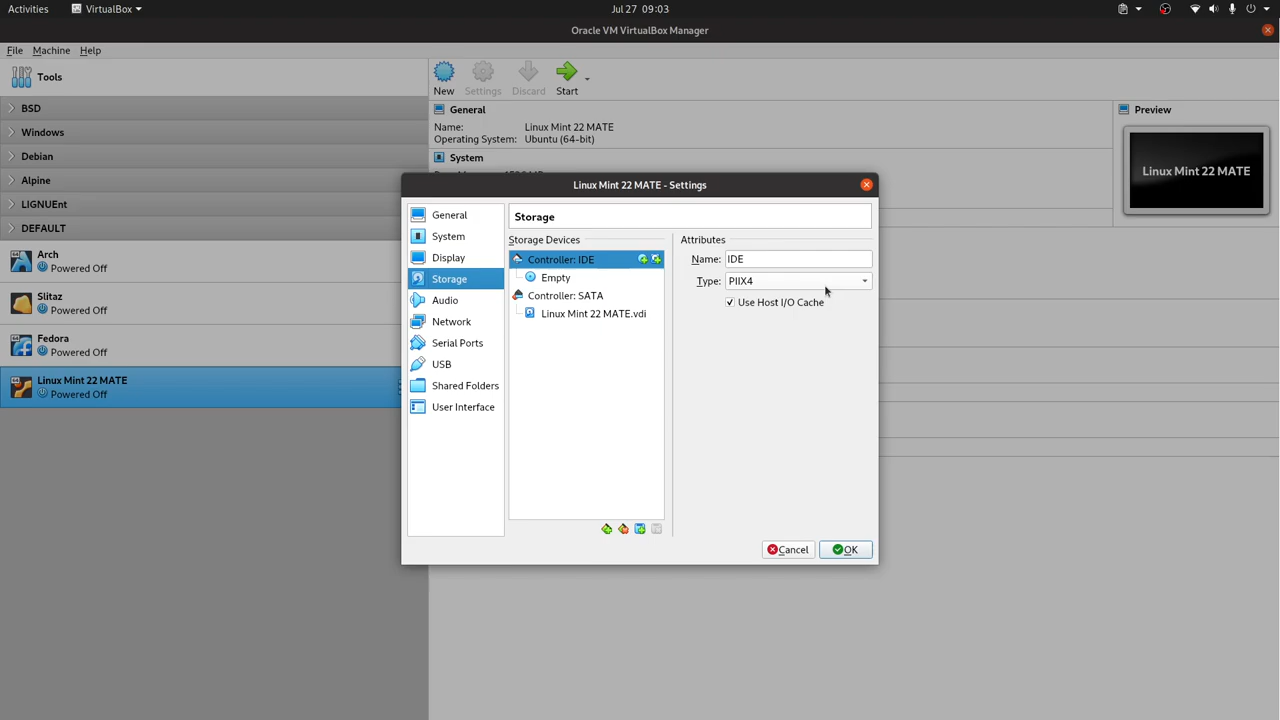 Activities VirtualBox Jul 27 09:03
Oracle VM VirtualBox Manager
File Machine Help
Tools
New Settings Discard Start
BSD
Windows
Debian
Alpine
LIGNUEnt
DEFAULT
Arch
Powered Off
Slitaz
Powered Off
Fedora
Powered Off
Linux Mint 22 MATE
Powered Off
General
Name: Linux Mint 22 MATE
Operating System: Ubuntu (64-bit)
System
Preview
Linux Mint 22 MATE
Linux Mint 22 MATE - Settings
General
System
Display
Storage
Audio
Network
Serial Ports
USB
Shared Folders
User Interface
Storage
Storage Devices
Controller: IDE
Empty
Controller: SATA
Linux Mint 22 MATE.vdi
Attributes
Name: IDE
Type: PIIX4
Use Host I/O Cache
Cancel OK